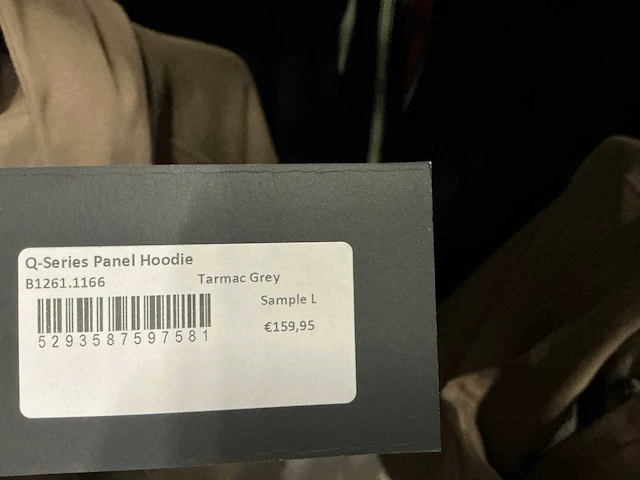 Q-Series Panel Hoodie
B1261.1166 Tarmac Grey
Sample L
€159,95
5293587597581